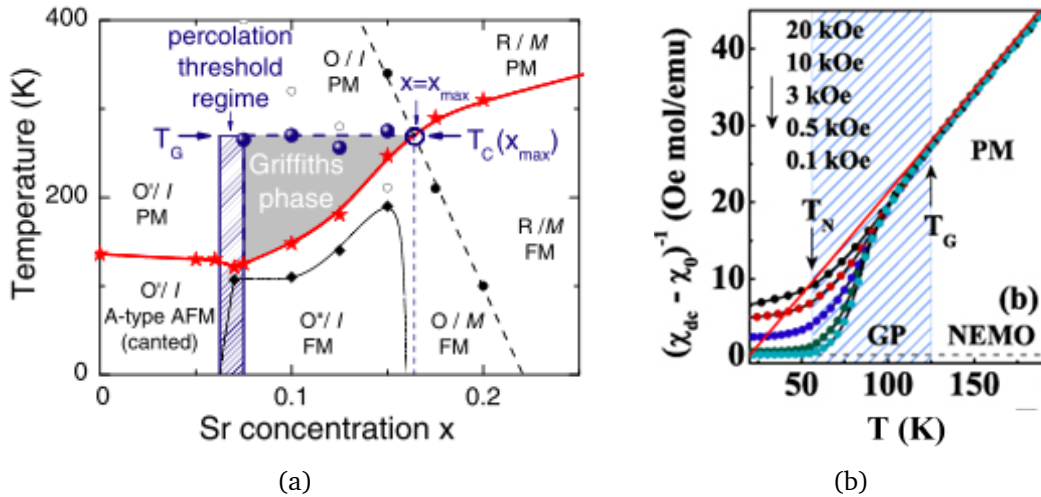 400
200
0
Temperature (K)
(a)
percolation
threshold
regime
O / I
PM
R / M
PM
x=x_max
T_G
T_C(x_max)
Griffiths
phase
O'/ I
PM
R / M
FM
O'/ I
A-type AFM
(canted)
O''/ I
FM
O / M
FM
0
0.1
0.2
Sr concentration x
(a)
(χ_dc - χ_0)^-1 (Oe mol/emu)
40
30
20
10
0
20 kOe
10 kOe
3 kOe
0.5 kOe
0.1 kOe
PM
T_N
T_G
(b)
GP
NEMO
50
100
150
T (K)
(b)